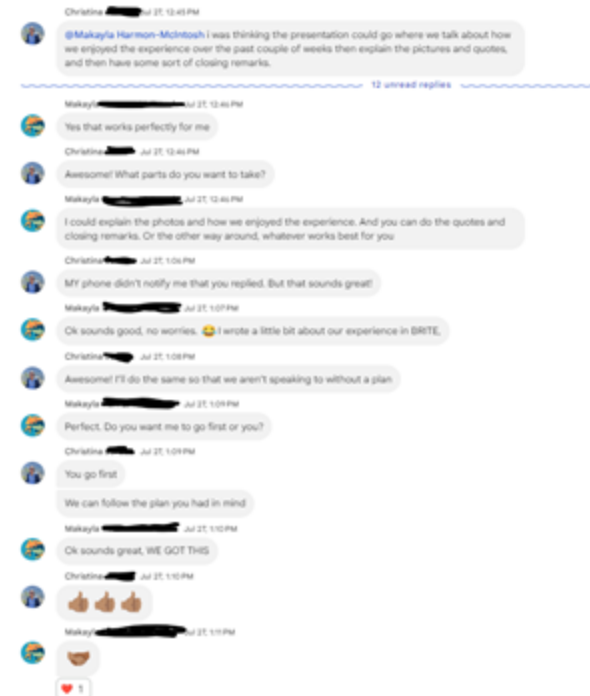 Christina Jul 27, 12:45 PM
@Makayla Harmon-McIntosh i was thinking the presentation could go where we talk about how
we enjoyed the experience over the past couple of weeks then explain the pictures and quotes,
and then have some sort of closing remarks.
12 unread replies
Makayla Jul 27, 12:46 PM
Yes that works perfectly for me
Christina Jul 27, 12:46 PM
Awesome! What parts do you want to take?
Makayla Jul 27, 12:46 PM
I could explain the photos and how we enjoyed the experience. And you can do the quotes and
closing remarks. Or the other way around, whatever works best for you
Christina Jul 27, 1:06 PM
MY phone didn't notify me that you replied. But that sounds great!
Makayla Jul 27, 1:07 PM
Ok sounds good, no worries. 😂 I wrote a little bit about our experience in BRITE,
Christina Jul 27, 1:08 PM
Awesome! I'll do the same so that we aren't speaking to without a plan
Makayla Jul 27, 1:09 PM
Perfect. Do you want me to go first or you?
Christina Jul 27, 1:09 PM
You go first
We can follow the plan you had in mind
Makayla Jul 27, 1:10 PM
Ok sounds great, WE GOT THIS
Christina Jul 27, 1:10 PM
👍🏽👍🏽👍🏽
Makayla Jul 27, 1:11 PM
❤️ 1